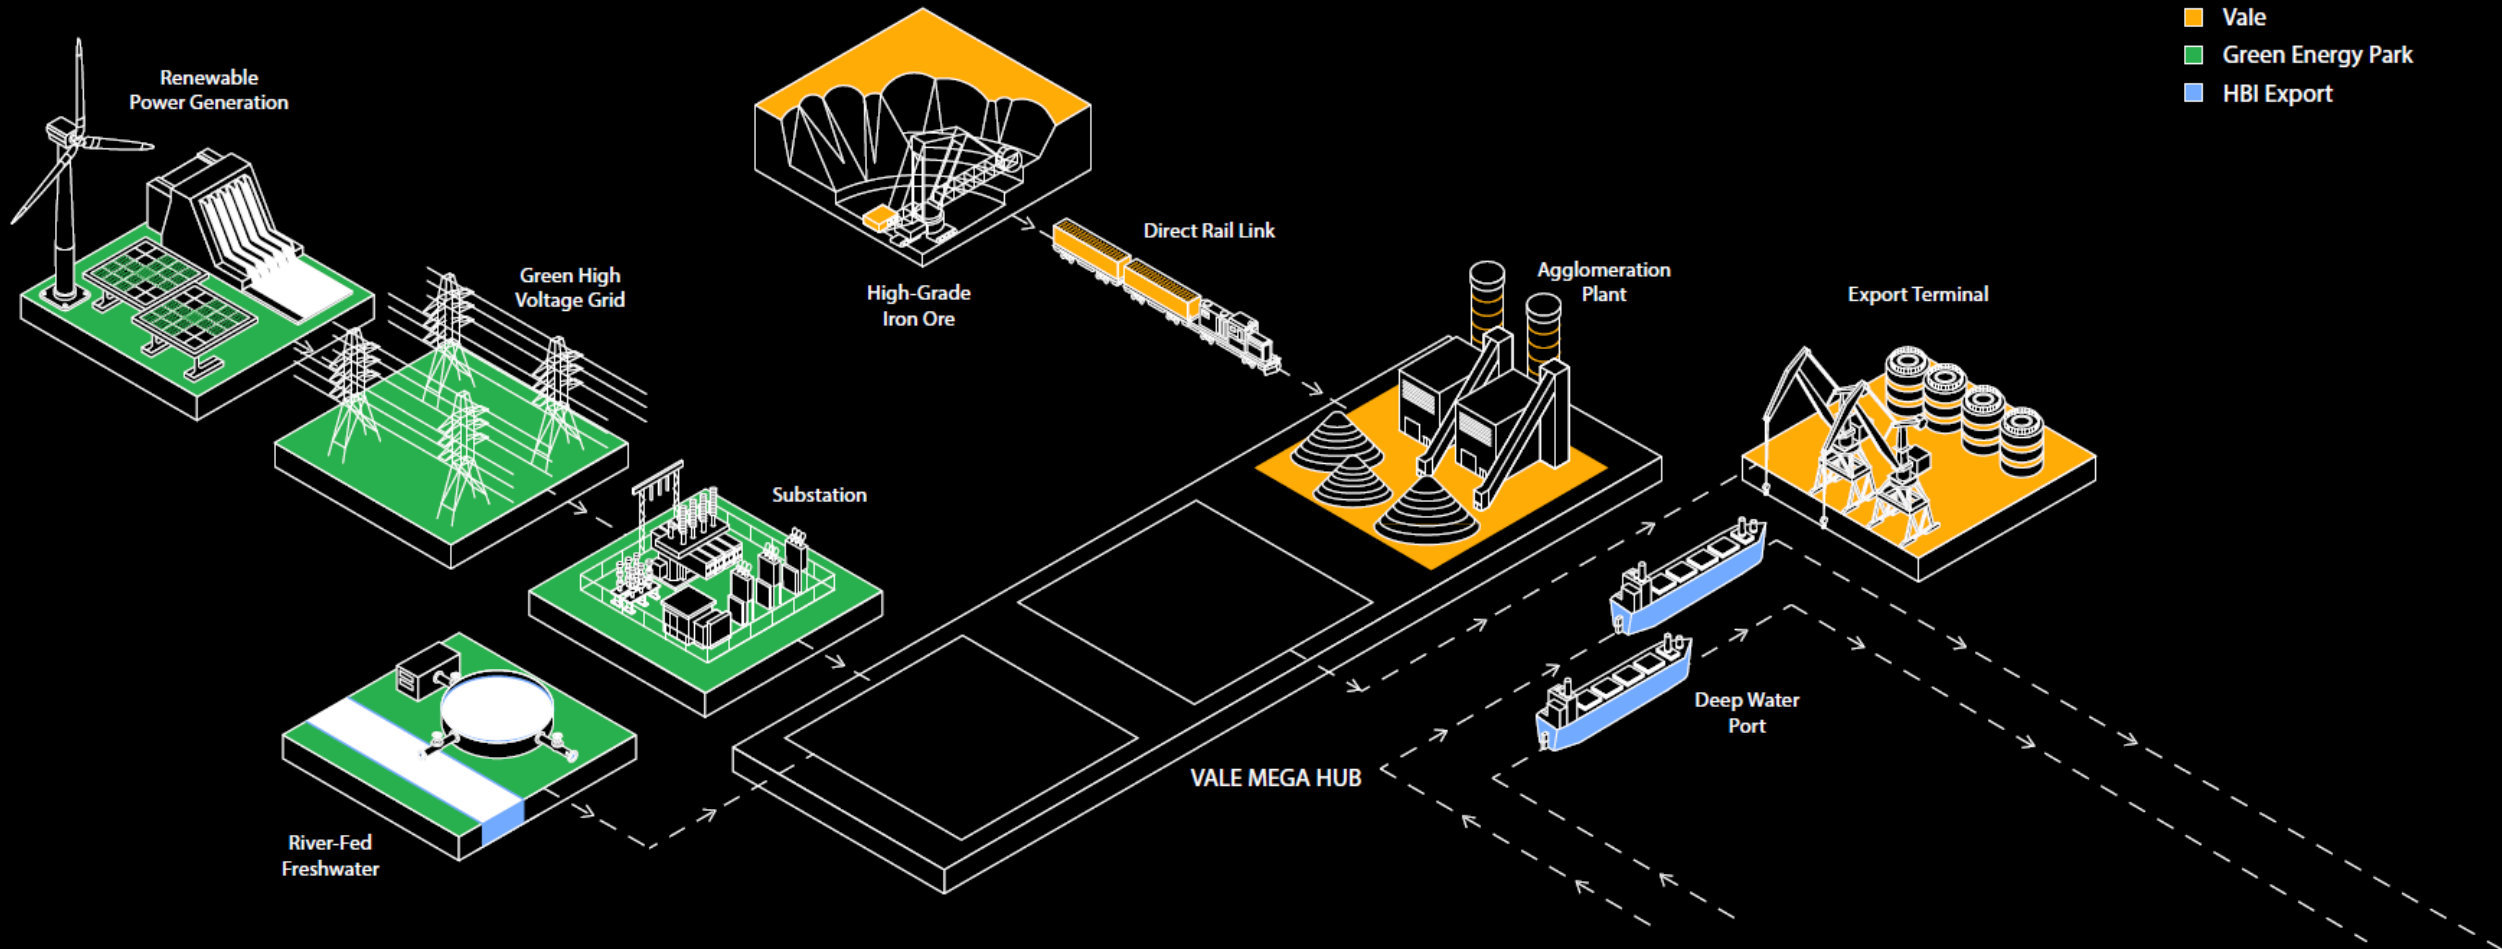 Vale
Green Energy Park
HBI Export
Renewable
Power Generation
Green High
Voltage Grid
High-Grade
Iron Ore
Direct Rail Link
Agglomeration
Plant
Export Terminal
Substation
Deep Water
Port
VALE MEGA HUB
River-Fed
Freshwater